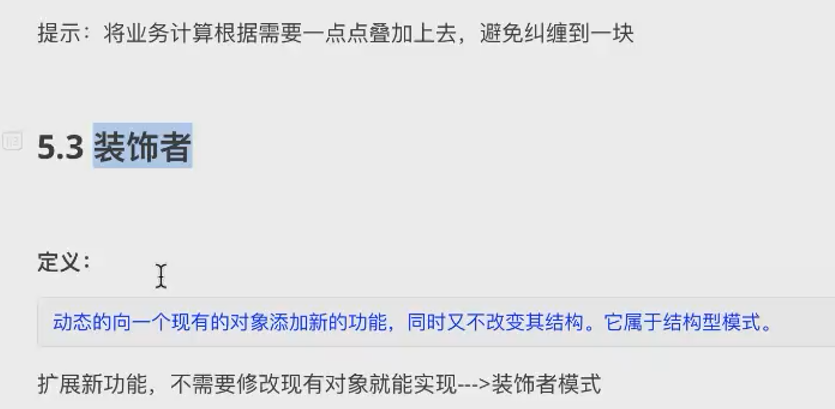 提示：将业务计算根据需要一点点叠加上去，避免纠缠到一块
5.3 装饰者
定义：
动态的向一个现有的对象添加新的功能，同时又不改变其结构。它属于结构型模式。
扩展新功能，不需要修改现有对象就能实现--->装饰者模式